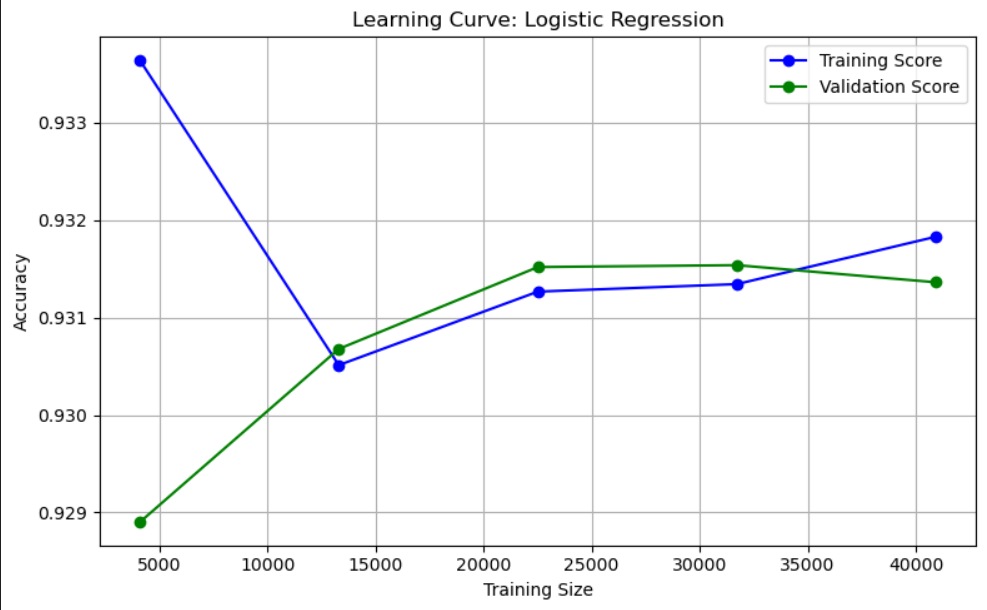 Learning Curve: Logistic Regression
Training Score
Validation Score
0.933
0.932
0.931
0.930
0.929
Accuracy
5000 10000 15000 20000 25000 30000 35000 40000
Training Size